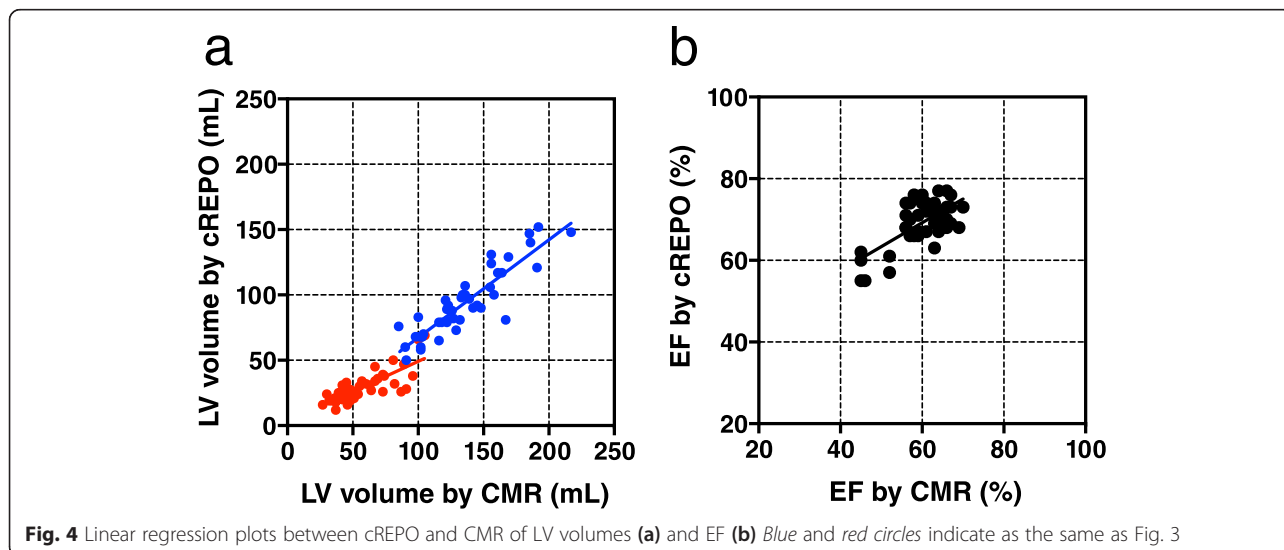 a
b
LV volume by cREPO (mL)
250
200
150
100
50
0
0 50 100 150 200 250
LV volume by CMR (mL)
EF by cREPO (%)
100
80
60
40
20
20 40 60 80 100
EF by CMR (%)
Fig. 4 Linear regression plots between cREPO and CMR of LV volumes (a) and EF (b) Blue and red circles indicate as the same as Fig. 3